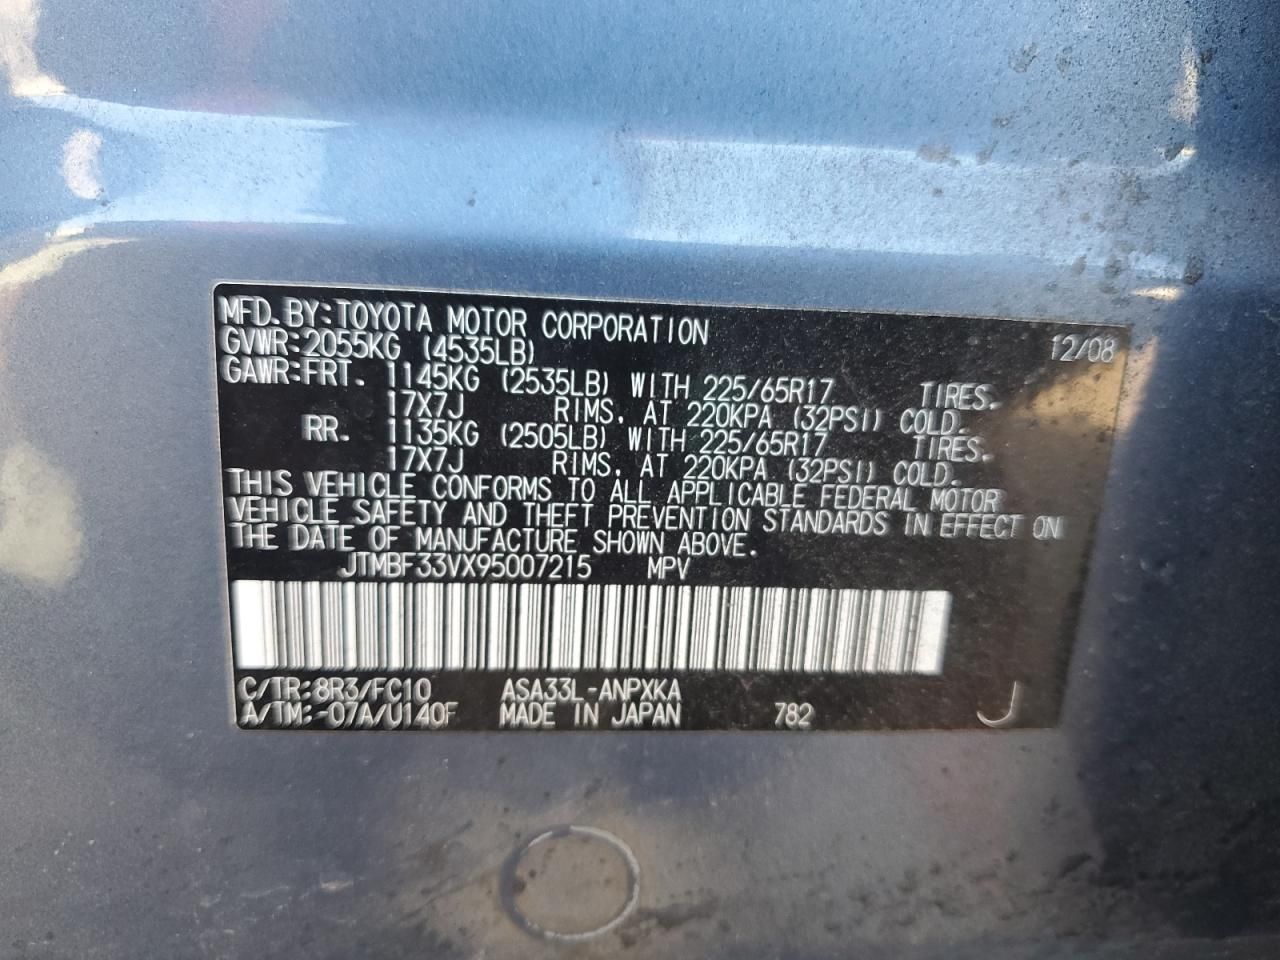 MFD. BY: TOYOTA MOTOR CORPORATION 12/08
GVWR: 2055KG (4535LB)
GAWR: FRT. 1145KG (2535LB) WITH 225/65R17 TIRES,
17X7J RIMS, AT 220KPA (32PSI) COLD.
RR. 1135KG (2505LB) WITH 225/65R17 TIRES,
17X7J RIMS, AT 220KPA (32PSI) COLD.
THIS VEHICLE CONFORMS TO ALL APPLICABLE FEDERAL MOTOR
VEHICLE SAFETY AND THEFT PREVENTION STANDARDS IN EFFECT ON
THE DATE OF MANUFACTURE SHOWN ABOVE.
JTMBF33VX95007215 MPV
C/TR: 8R3/FC10 ASA33L-ANPXKA
A/TM: -07A/U140F MADE IN JAPAN 782 J